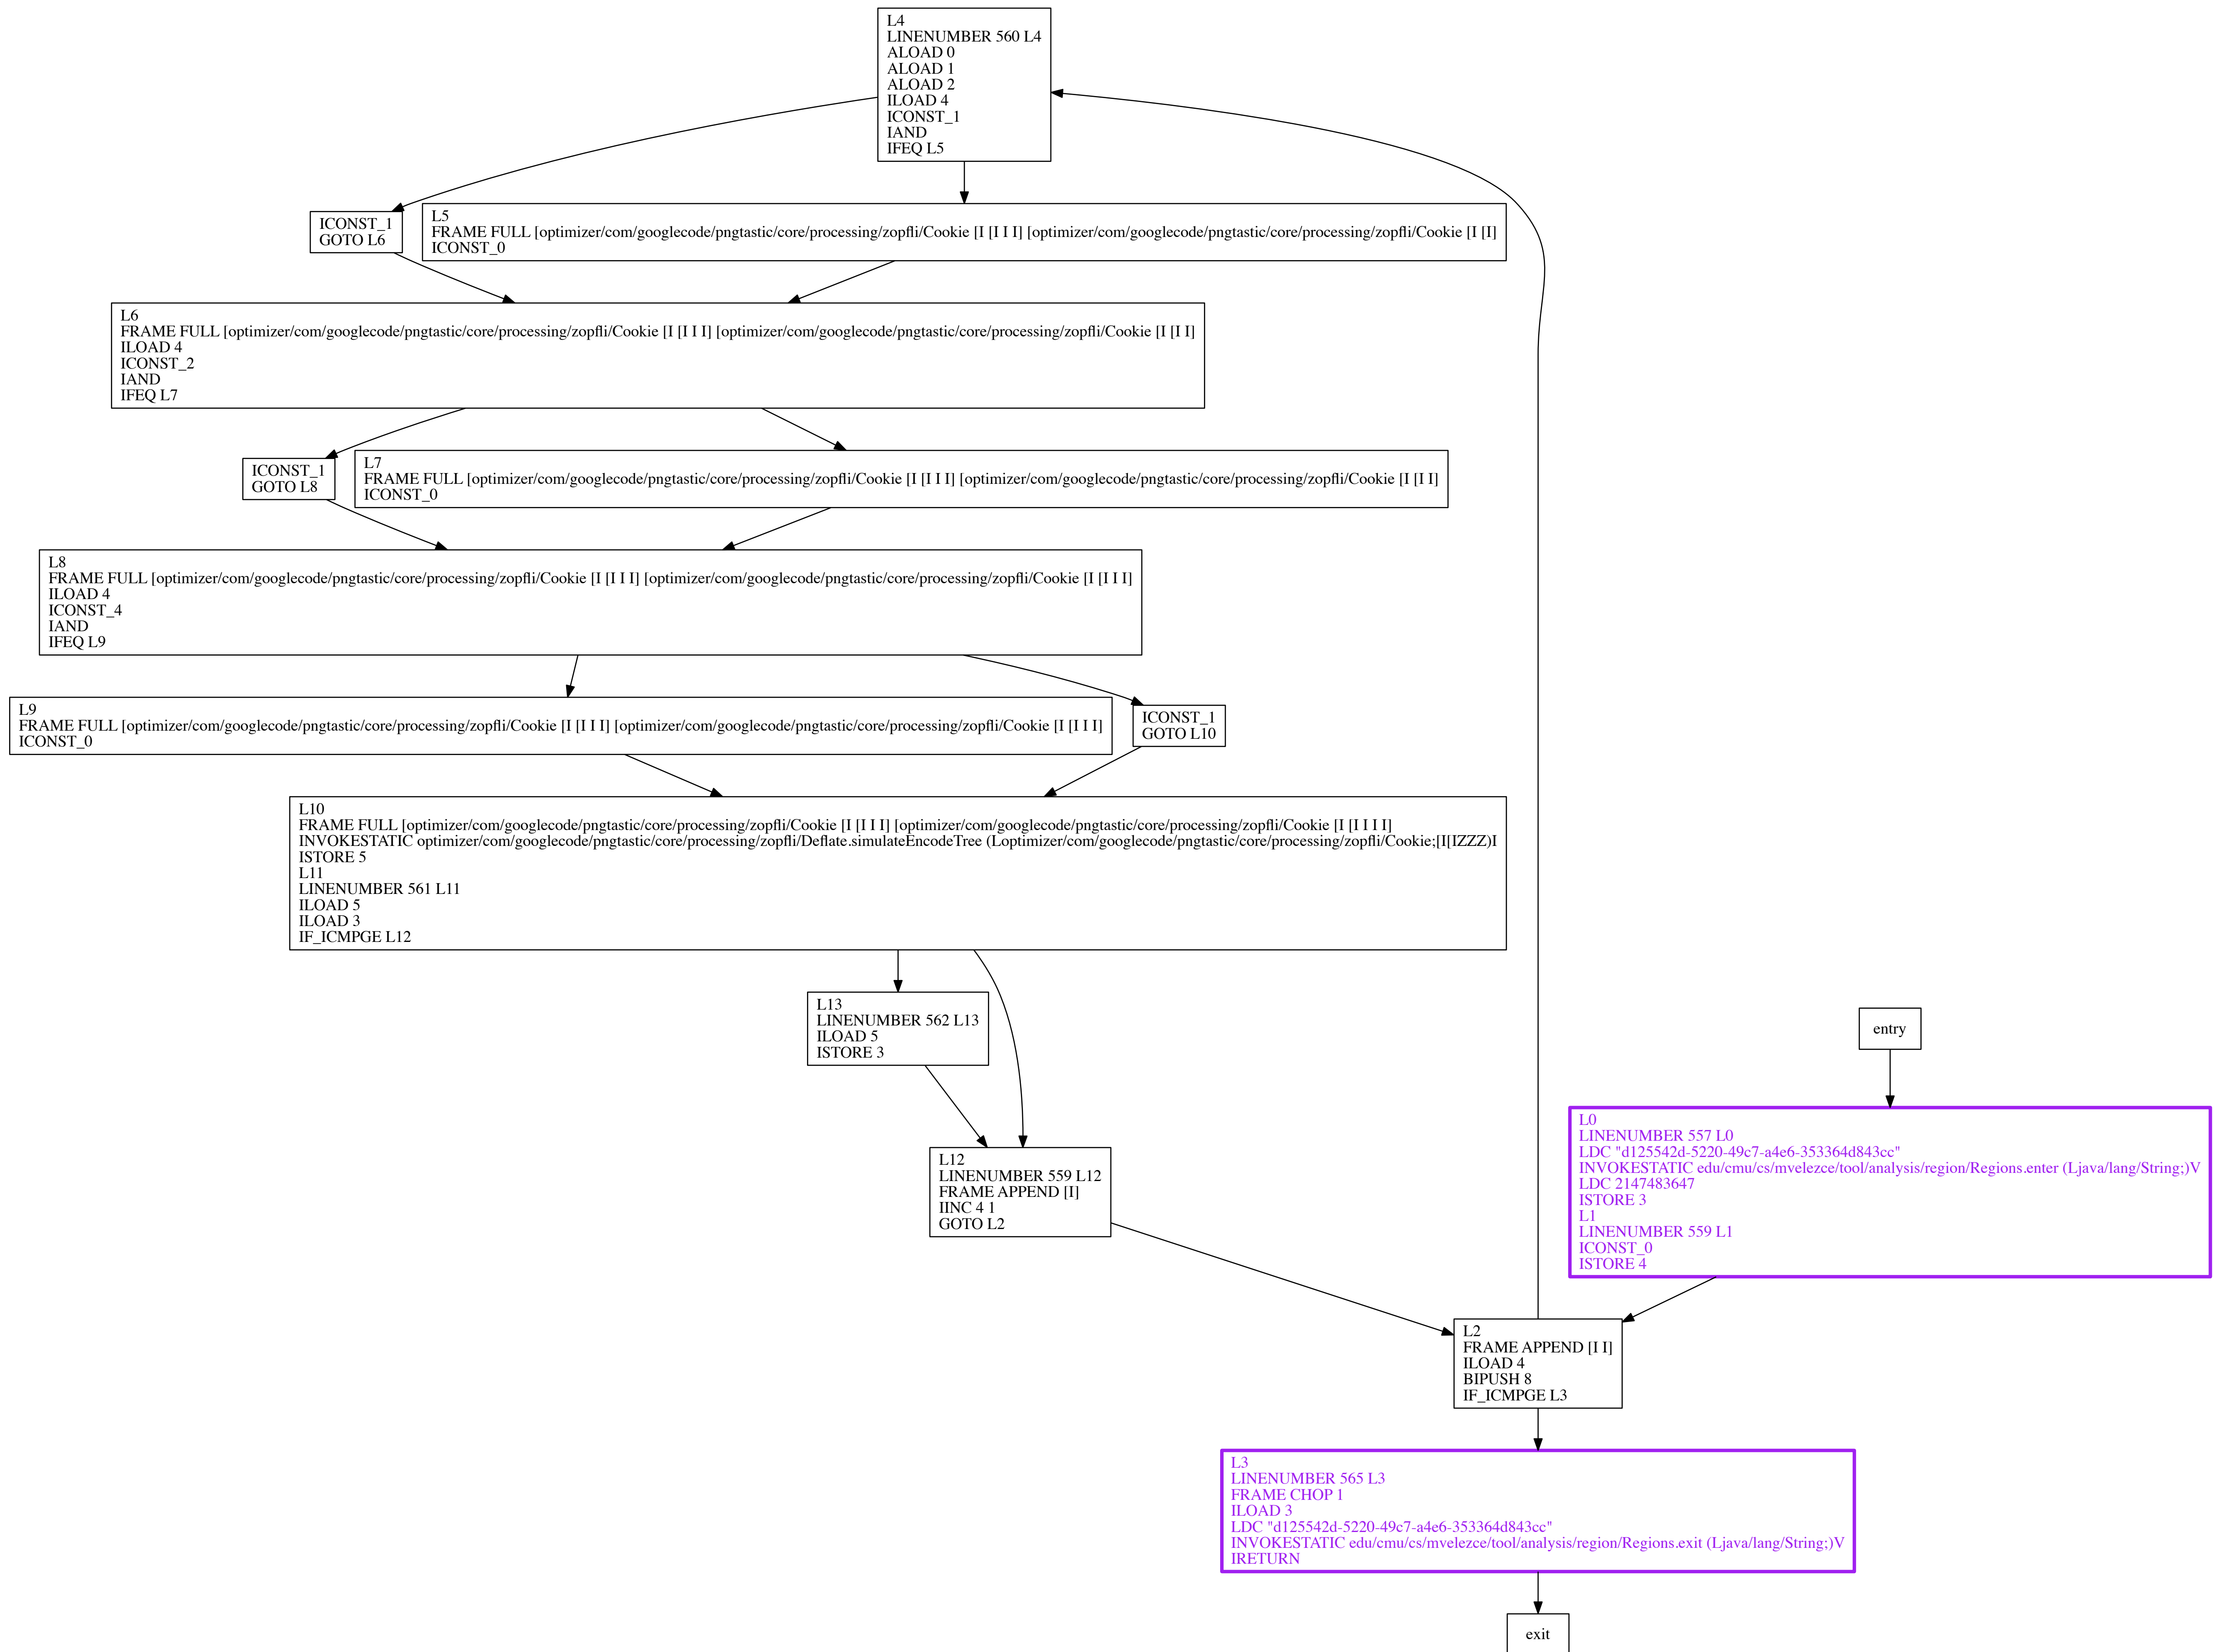 L4
LINENUMBER 560 L4
ALOAD 0
ALOAD 1
ALOAD 2
ILOAD 4
ICONST_1
IAND
IFEQ L5
ICONST_1
GOTO L6
L5
FRAME FULL [optimizer/com/googlecode/pngtastic/core/processing/zopfli/Cookie [I [I I I] [optimizer/com/googlecode/pngtastic/core/processing/zopfli/Cookie [I [I]
ICONST_0
L6
FRAME FULL [optimizer/com/googlecode/pngtastic/core/processing/zopfli/Cookie [I [I I I] [optimizer/com/googlecode/pngtastic/core/processing/zopfli/Cookie [I [I I]
ILOAD 4
ICONST_2
IAND
IFEQ L7
ICONST_1
GOTO L8
L7
FRAME FULL [optimizer/com/googlecode/pngtastic/core/processing/zopfli/Cookie [I [I I I] [optimizer/com/googlecode/pngtastic/core/processing/zopfli/Cookie [I [I I]
ICONST_0
L8
FRAME FULL [optimizer/com/googlecode/pngtastic/core/processing/zopfli/Cookie [I [I I I] [optimizer/com/googlecode/pngtastic/core/processing/zopfli/Cookie [I [I I I]
ILOAD 4
ICONST_4
IAND
IFEQ L9
L9
FRAME FULL [optimizer/com/googlecode/pngtastic/core/processing/zopfli/Cookie [I [I I I] [optimizer/com/googlecode/pngtastic/core/processing/zopfli/Cookie [I [I I I]
ICONST_0
ICONST_1
GOTO L10
L10
FRAME FULL [optimizer/com/googlecode/pngtastic/core/processing/zopfli/Cookie [I [I I I] [optimizer/com/googlecode/pngtastic/core/processing/zopfli/Cookie [I [I I I I]
INVOKESTATIC optimizer/com/googlecode/pngtastic/core/processing/zopfli/Deflate.simulateEncodeTree (Loptimizer/com/googlecode/pngtastic/core/processing/zopfli/Cookie;[I[IZZZ)I
ISTORE 5
L11
LINENUMBER 561 L11
ILOAD 5
ILOAD 3
IF_ICMPGE L12
L13
LINENUMBER 562 L13
ILOAD 5
ISTORE 3
entry
L0
LINENUMBER 557 L0
LDC "d125542d-5220-49c7-a4e6-353364d843cc"
INVOKESTATIC edu/cmu/cs/mvelezce/tool/analysis/region/Regions.enter (Ljava/lang/String;)V
LDC 2147483647
ISTORE 3
L1
LINENUMBER 559 L1
ICONST_0
ISTORE 4
L12
LINENUMBER 559 L12
FRAME APPEND [I]
IINC 4 1
GOTO L2
L2
FRAME APPEND [I I]
ILOAD 4
BIPUSH 8
IF_ICMPGE L3
L3
LINENUMBER 565 L3
FRAME CHOP 1
ILOAD 3
LDC "d125542d-5220-49c7-a4e6-353364d843cc"
INVOKESTATIC edu/cmu/cs/mvelezce/tool/analysis/region/Regions.exit (Ljava/lang/String;)V
IRETURN
exit